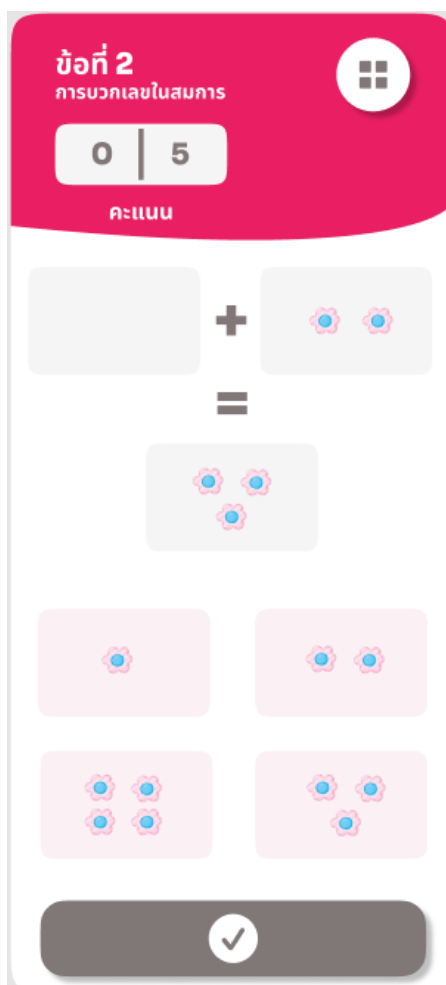 ข้อที่ 2
การบวกเลขในสมการ
0 | 5
คะแนน
+
=